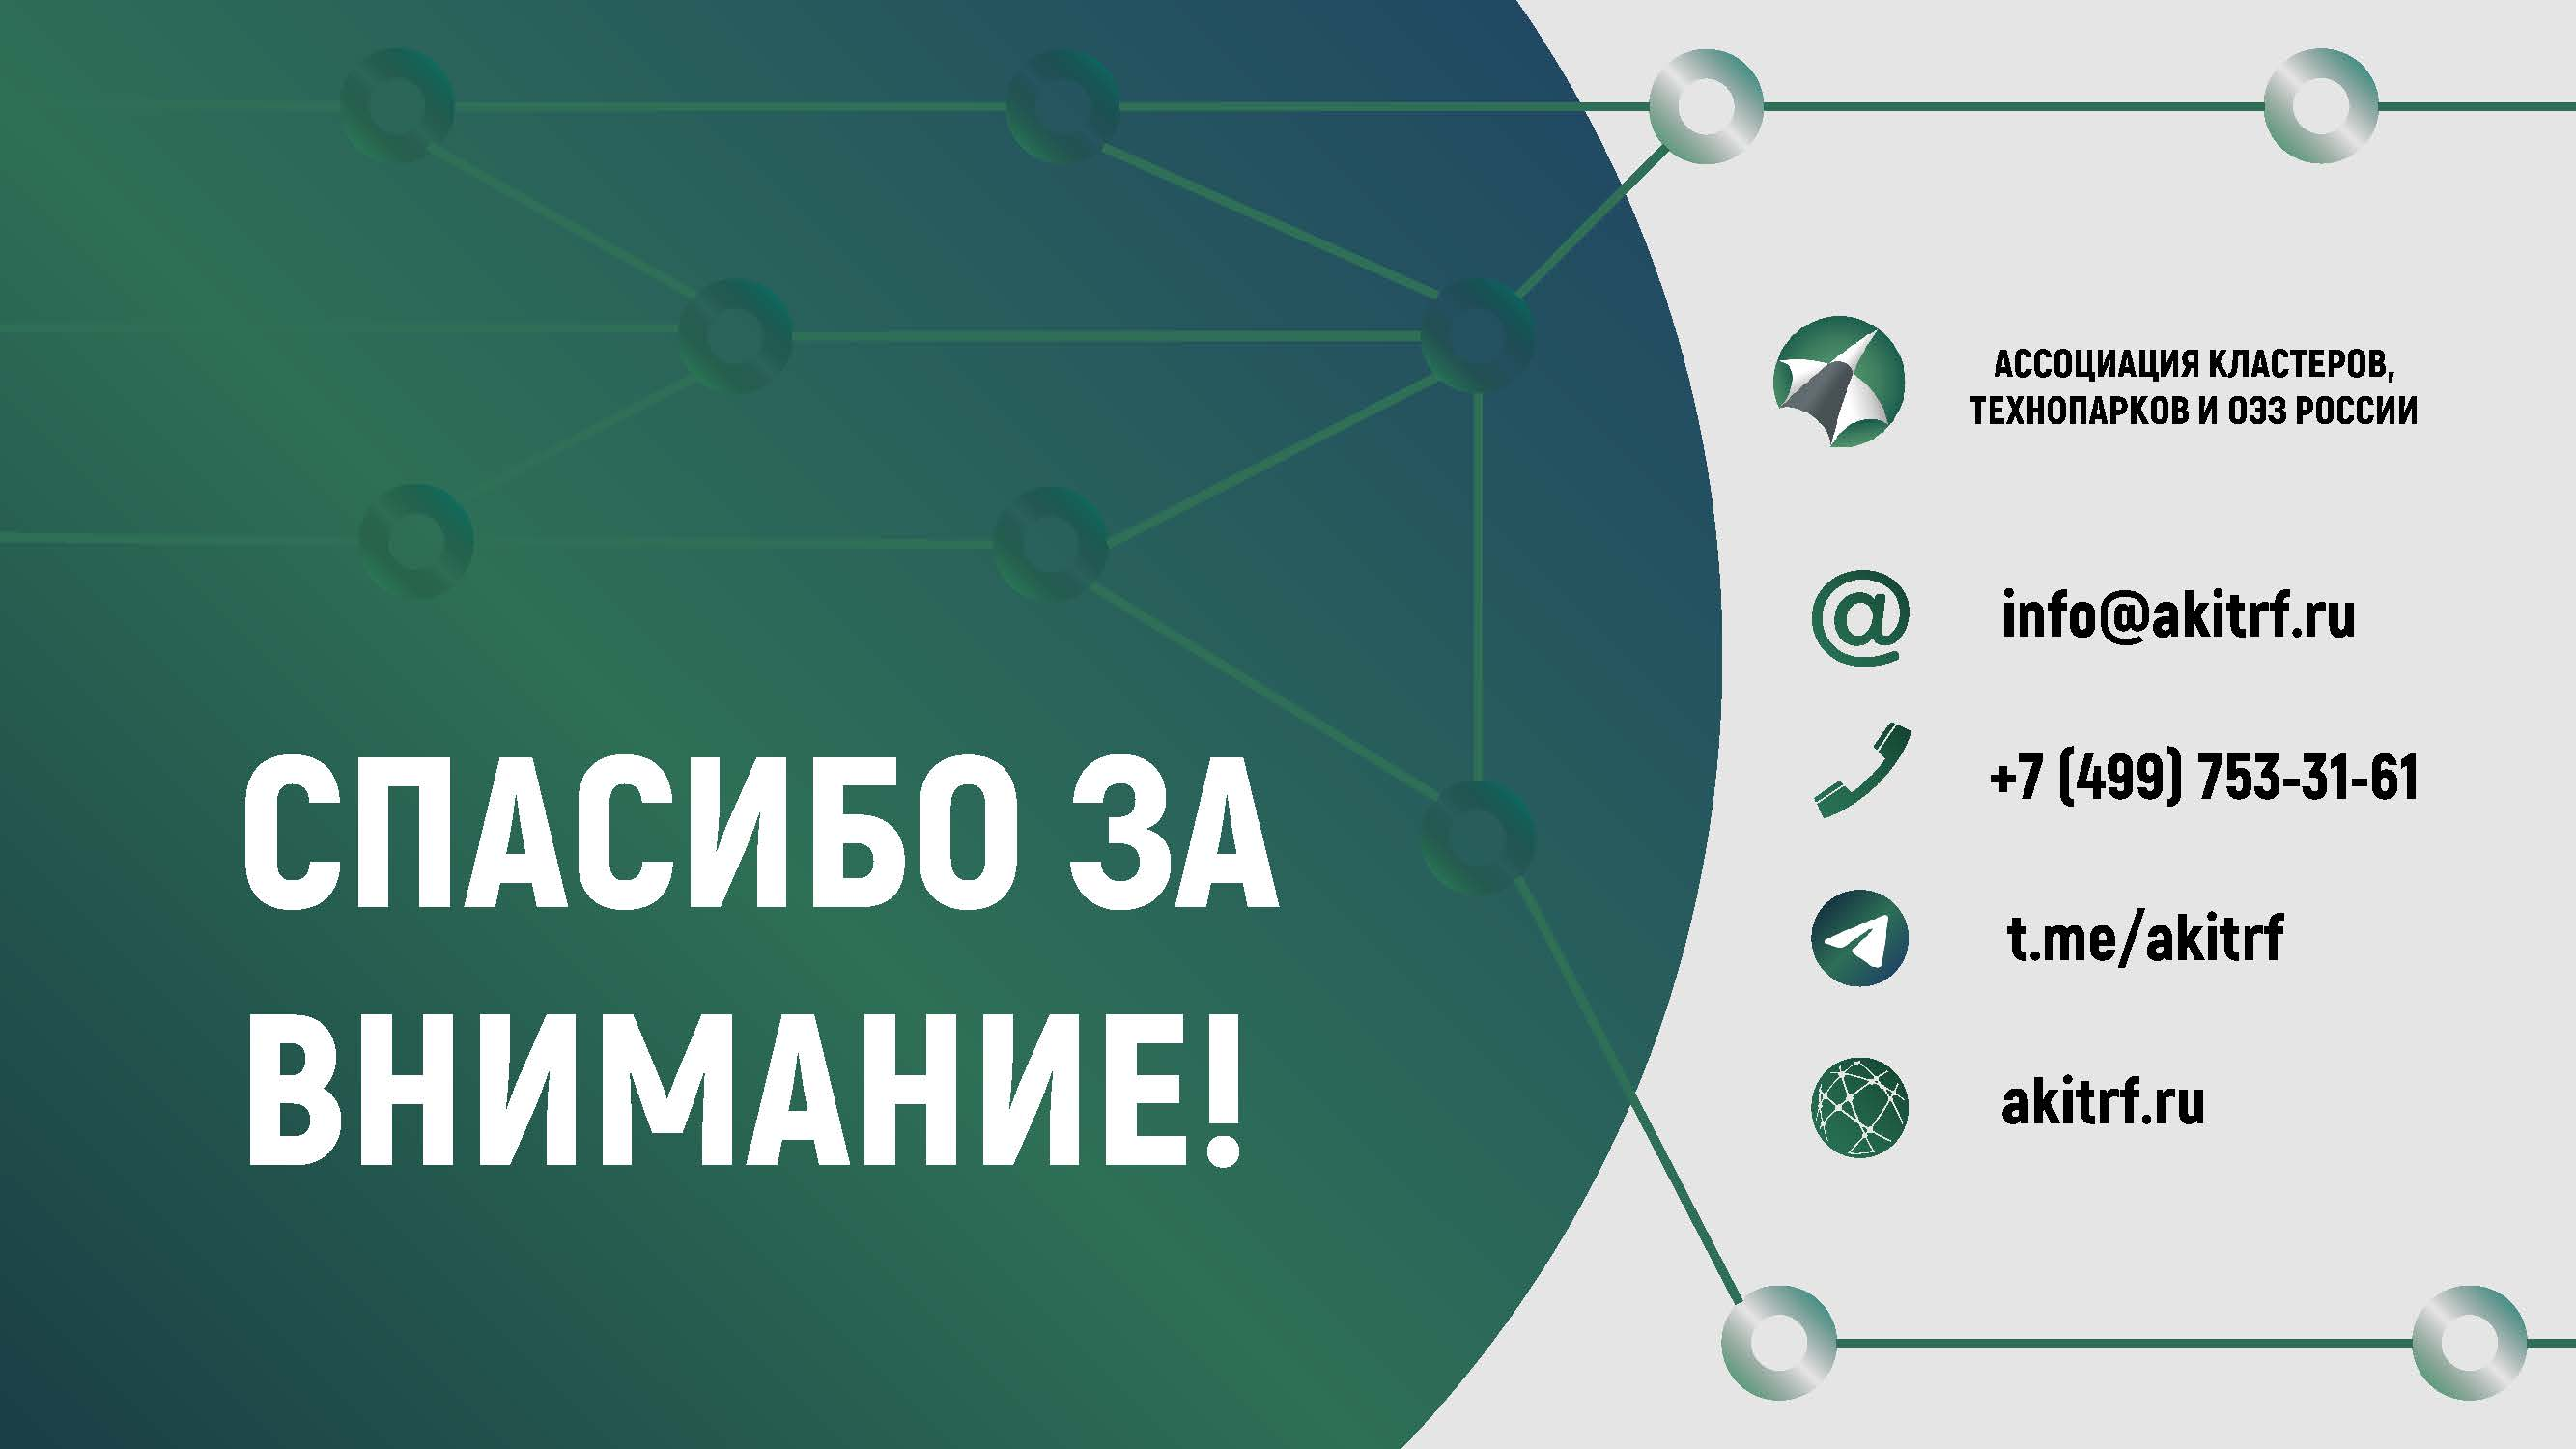 СПАСИБО ЗА
ВНИМАНИЕ!
АССОЦИАЦИЯ КЛАСТЕРОВ,
ТЕХНОПАРКОВ И ОЭЗ РОССИИ
info@akitrf.ru
+7 (499) 753-31-61
t.me/akitrf
akitrf.ru